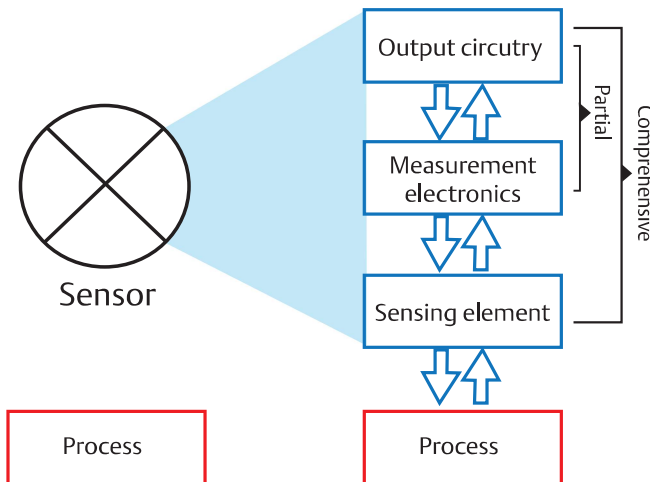 Output circutry
Partial
Comprehensive
Measurement
electronics
Sensor
Sensing element
Process
Process